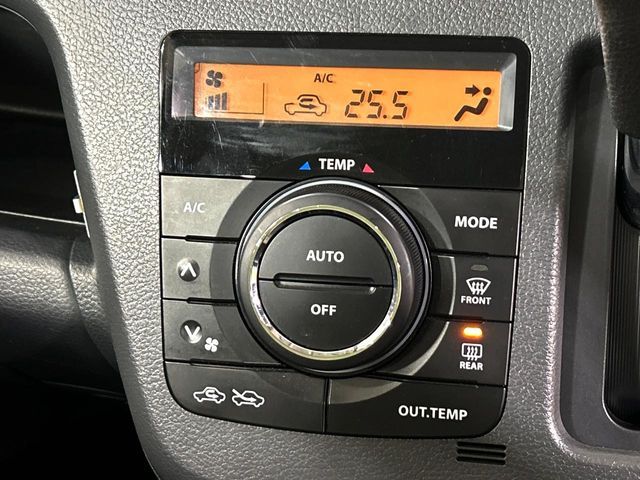 A/C
25.5
TEMP
A/C
MODE
AUTO
OFF
FRONT
REAR
OUT.TEMP